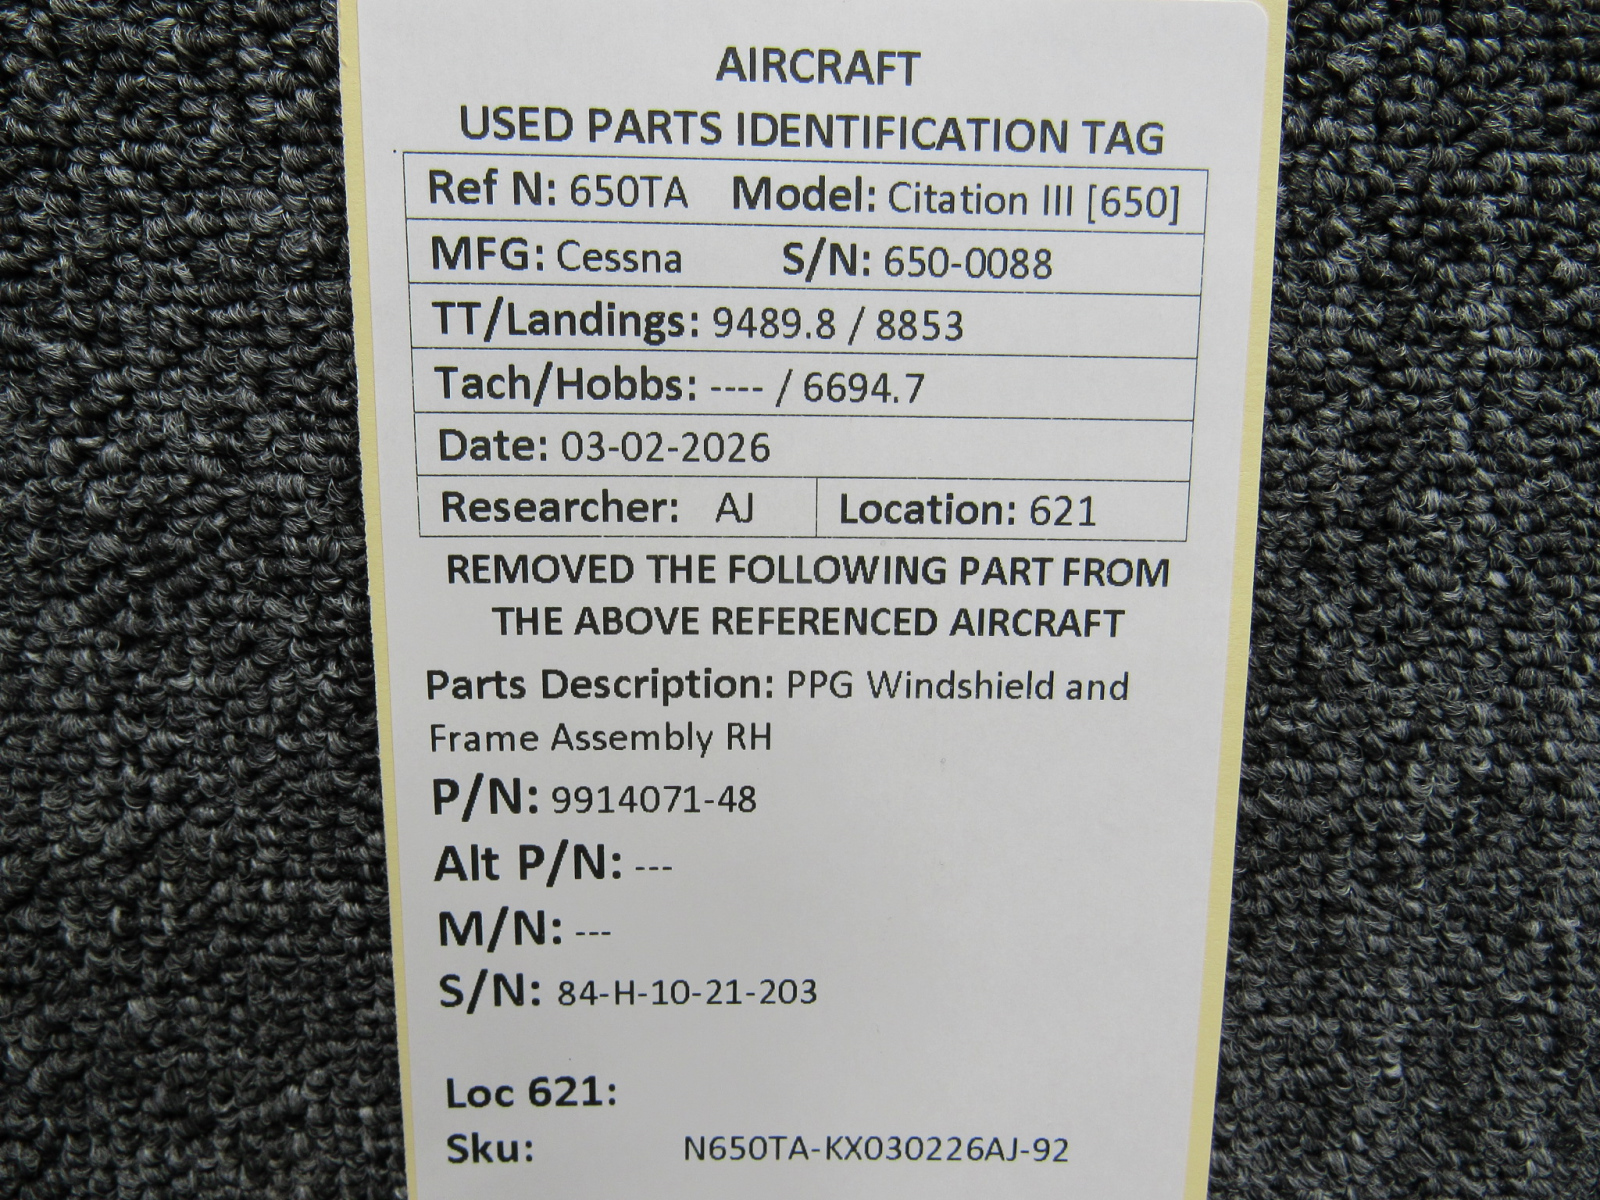 AIRCRAFT
USED PARTS IDENTIFICATION TAG
Ref N: 650TA Model: Citation III [650]
MFG: Cessna S/N: 650-0088
TT/Landings: 9489.8 / 8853
Tach/Hobbs: ---- / 6694.7
Date: 03-02-2026
Researcher: AJ Location: 621
REMOVED THE FOLLOWING PART FROM
THE ABOVE REFERENCED AIRCRAFT
Parts Description: PPG Windshield and
Frame Assembly RH
P/N: 9914071-48
Alt P/N: ---
M/N: ---
S/N: 84-H-10-21-203
Loc 621:
Sku: N650TA-KX030226AJ-92